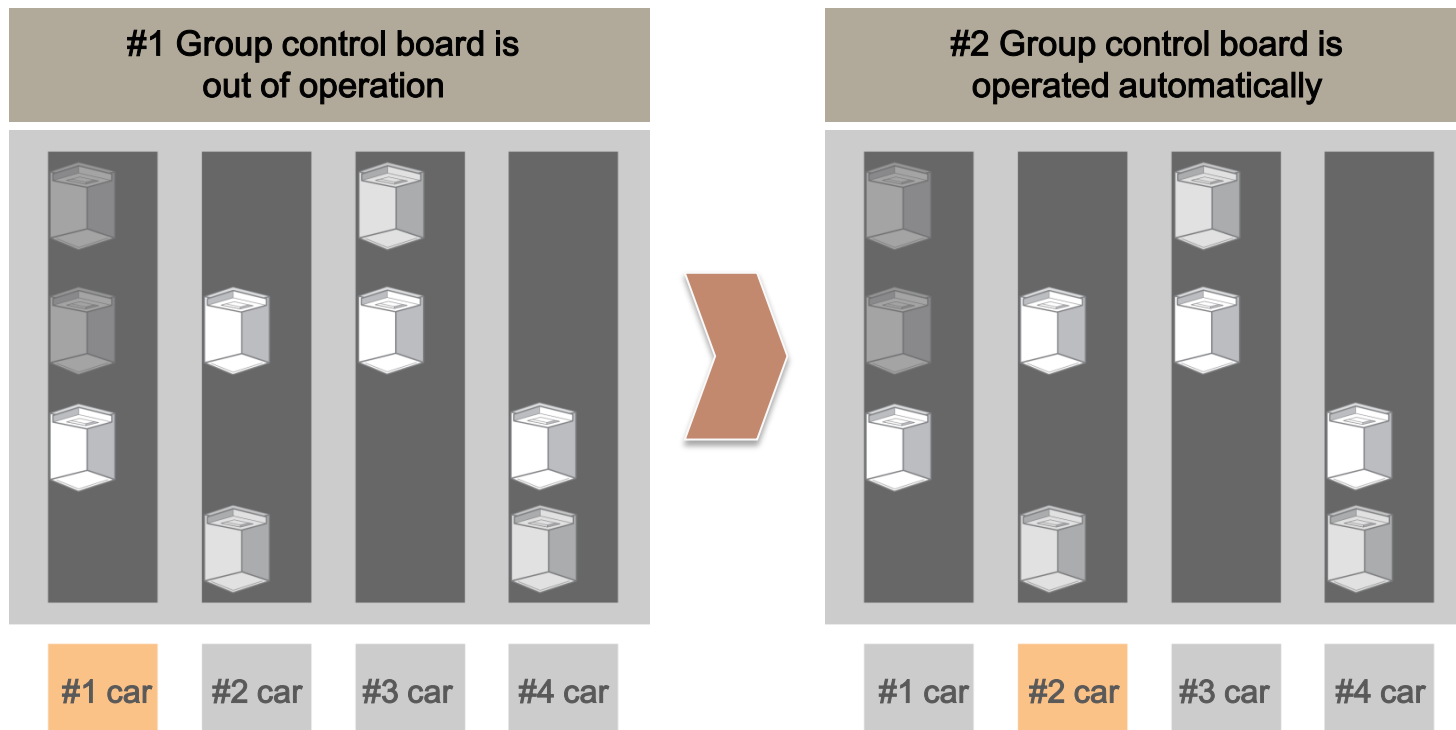 #1 Group control board is
out of operation
#2 Group control board is
operated automatically
#1 car
#2 car
#3 car
#4 car
#1 car
#2 car
#3 car
#4 car